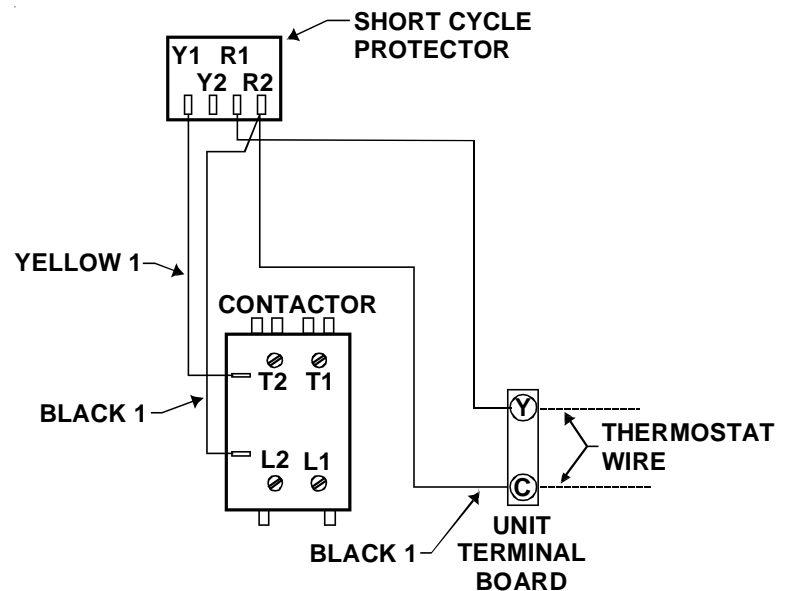 SHORT CYCLE
PROTECTOR
Y1 R1
Y2 R2
YELLOW 1
CONTACTOR
T2 T1
BLACK 1
L2 L1
Y
C
THERMOSTAT
WIRE
BLACK 1
UNIT
TERMINAL
BOARD